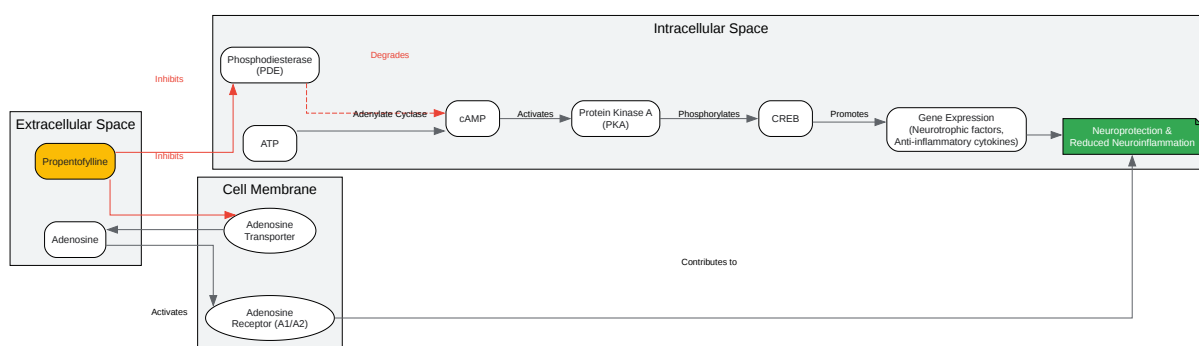 Intracellular Space
Phosphodiesterase
(PDE)
Degrades
Inhibits
Adenylate Cyclase
cAMP
Activates
Protein Kinase A
(PKA)
Phosphorylates
CREB
Promotes
Gene Expression
(Neurotrophic factors,
Anti-inflammatory cytokines)
Neuroprotection &
Reduced Neuroinflammation
ATP
Extracellular Space
Propentofylline
Inhibits
Adenosine
Cell Membrane
Adenosine
Transporter
Contributes to
Activates
Adenosine
Receptor (A1/A2)